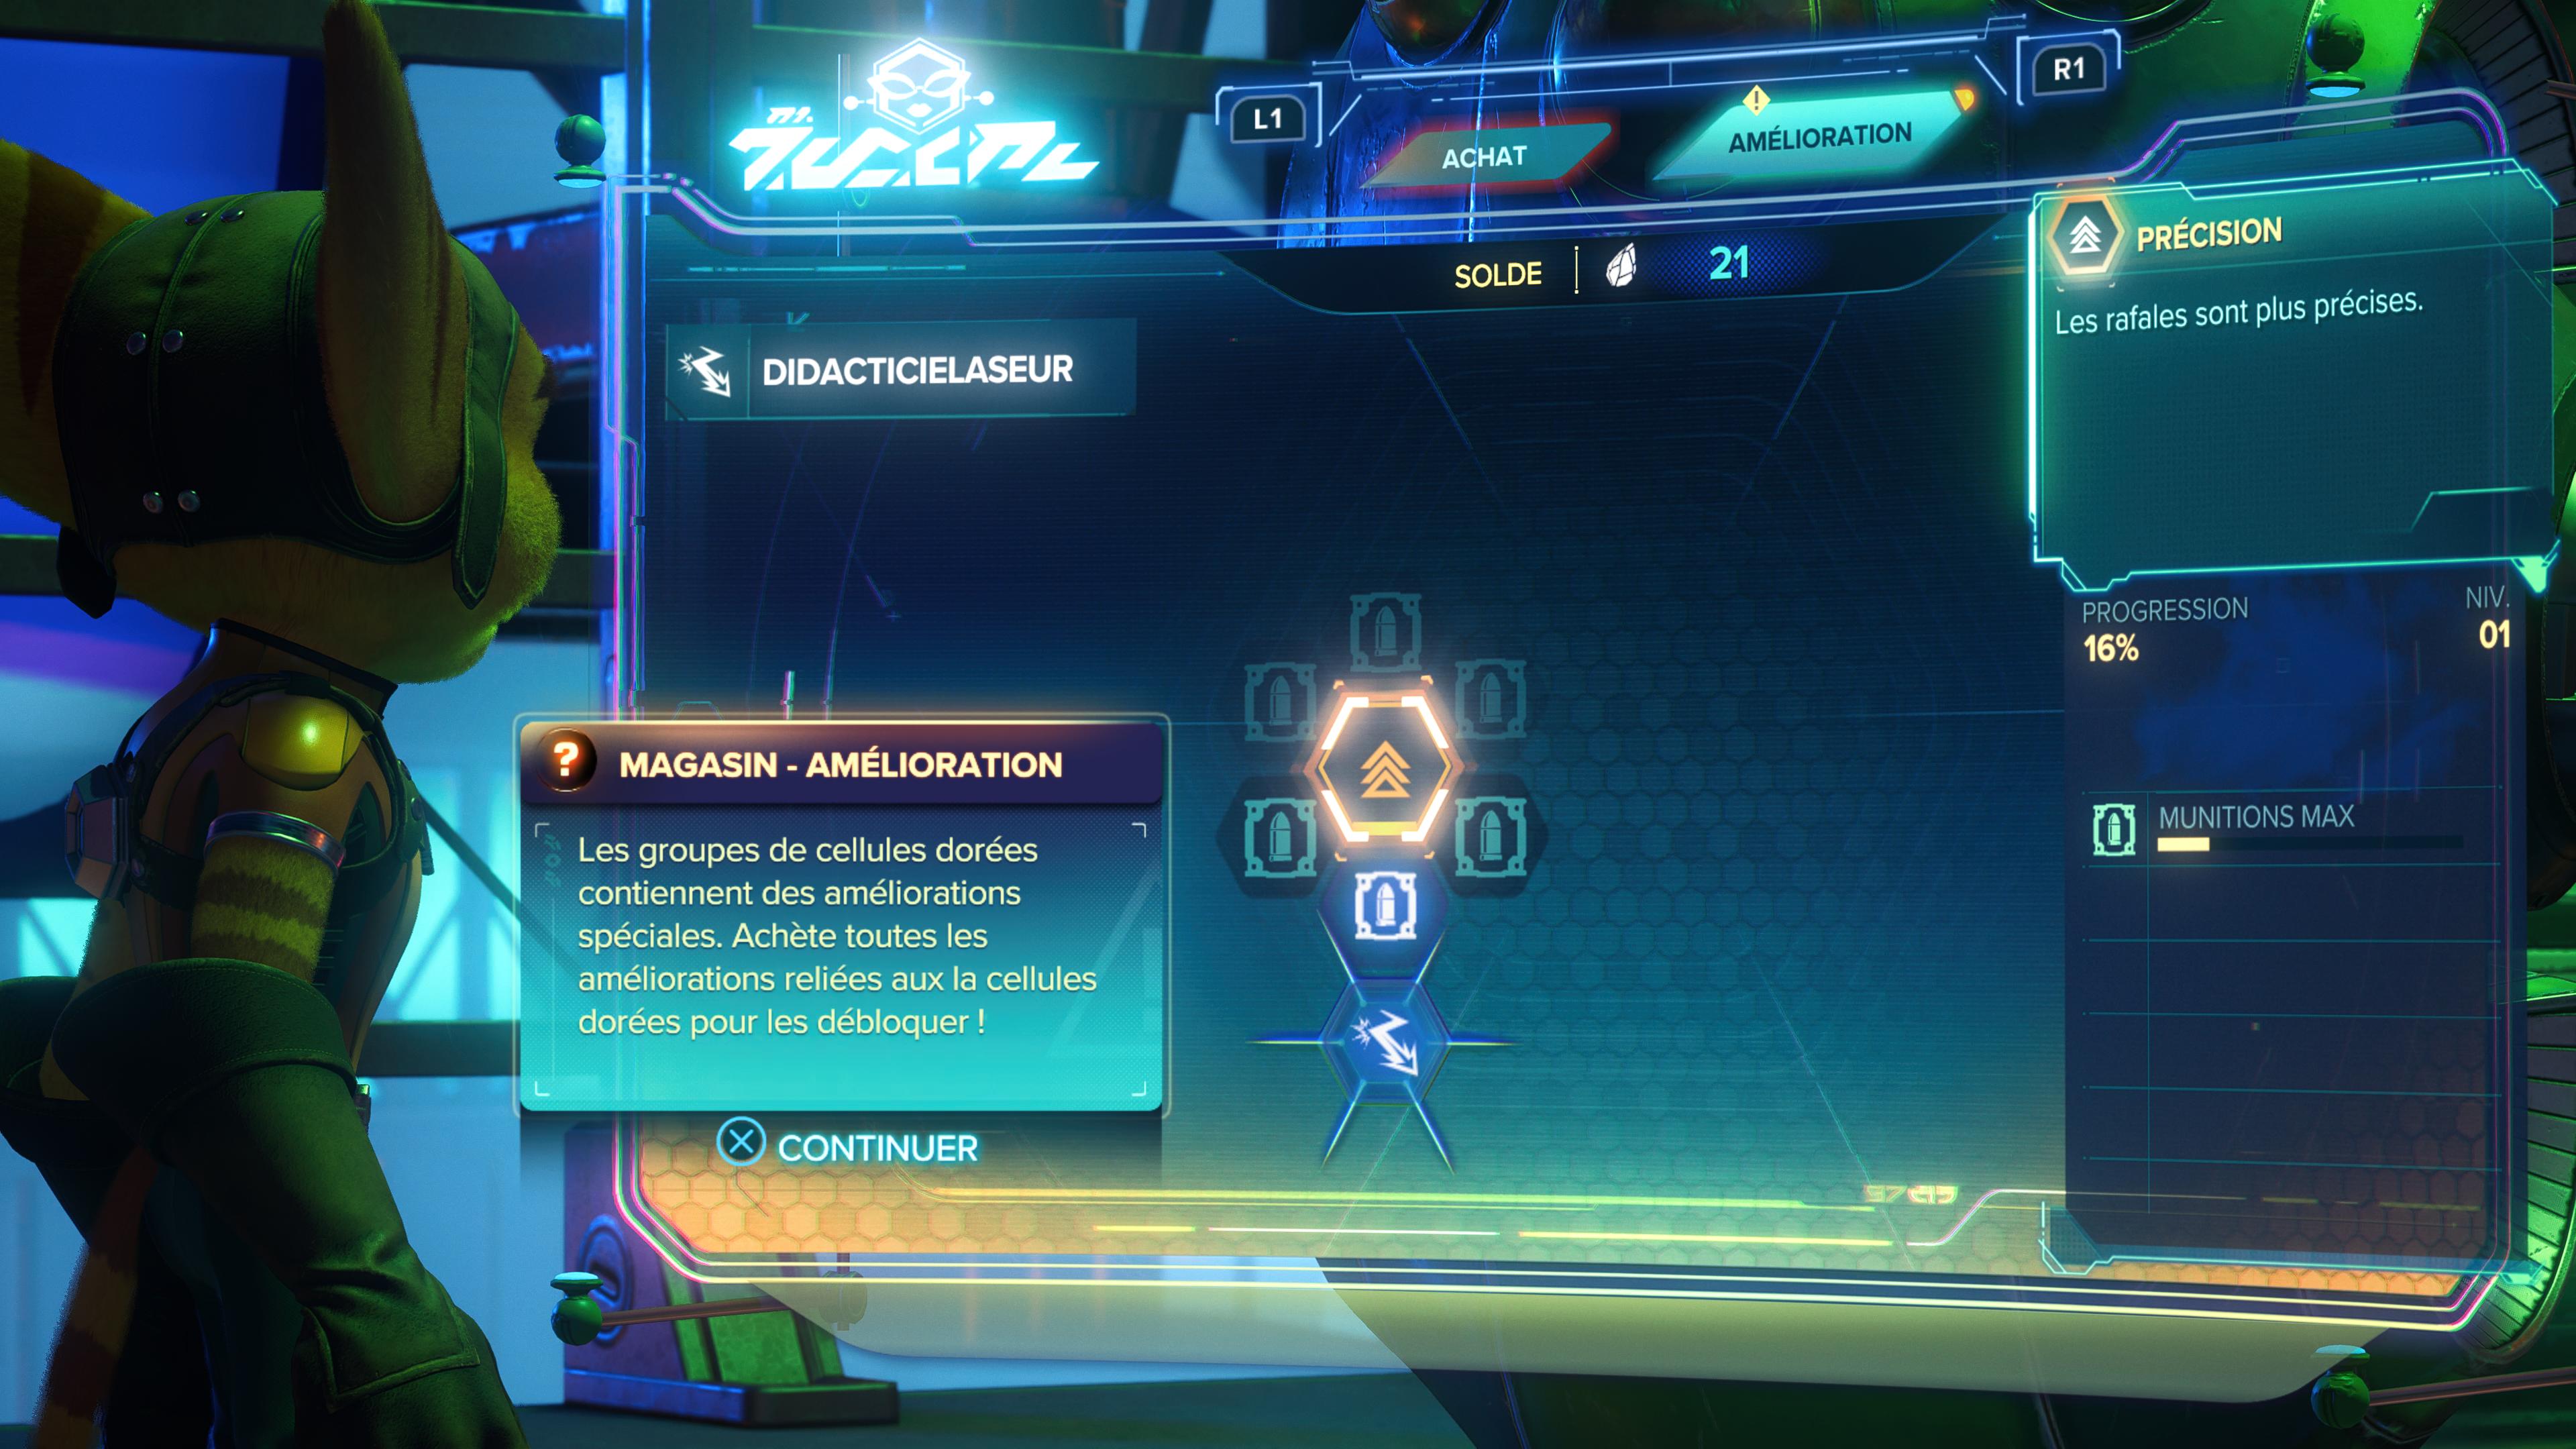 L1
ACHAT
AMÉLIORATION
R1
SOLDE
21
PRÉCISION
Les rafales sont plus précises.
DIDACTICIELASEUR
PROGRESSION
16%
NIV.
01
MUNITIONS MAX
? MAGASIN - AMÉLIORATION
Les groupes de cellules dorées
contiennent des améliorations
spéciales. Achète toutes les
améliorations reliées aux la cellules
dorées pour les débloquer !
CONTINUER